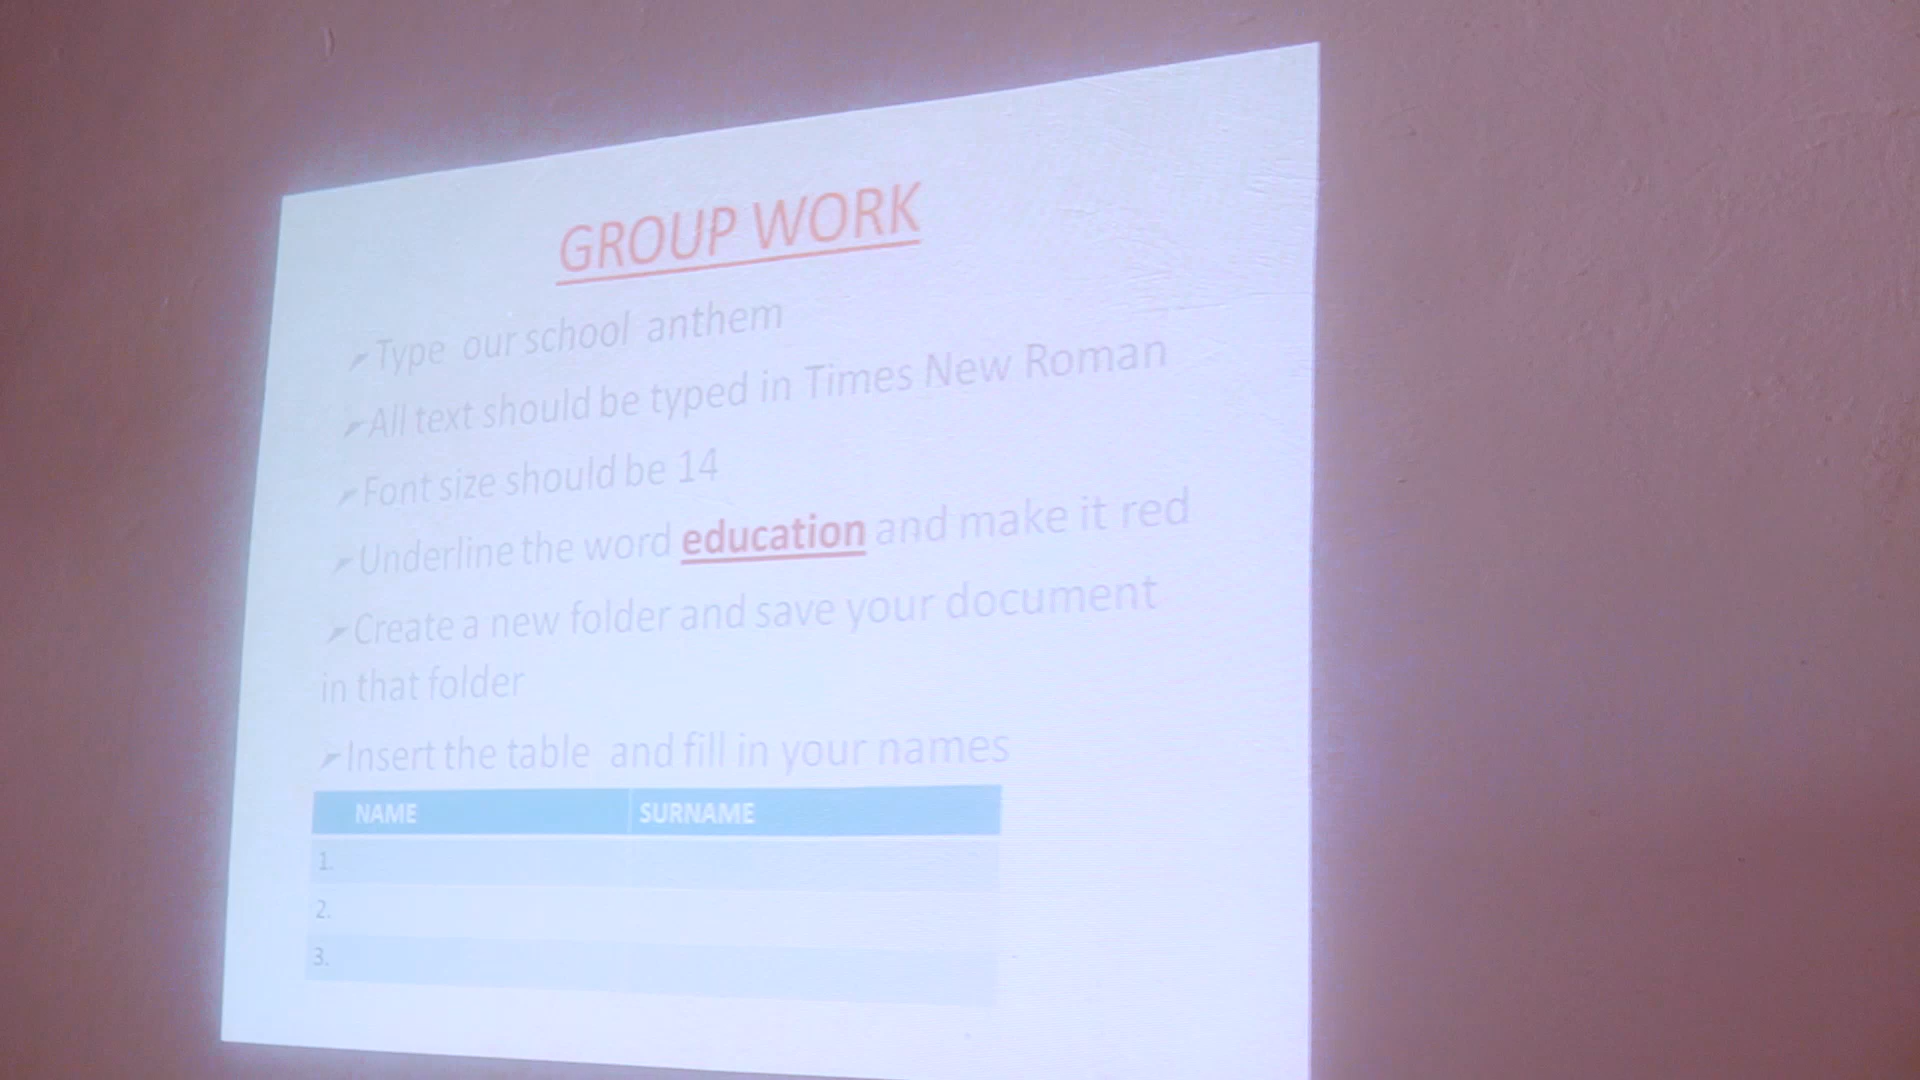 GROUP WORK
➢Type our school anthem
➢All text should be typed in Times New Roman
➢Font size should be 14
➢Underline the word education and make it red
➢Create a new folder and save your document
in that folder
➢Insert the table and fill in your names
NAME SURNAME
1.
2.
3.